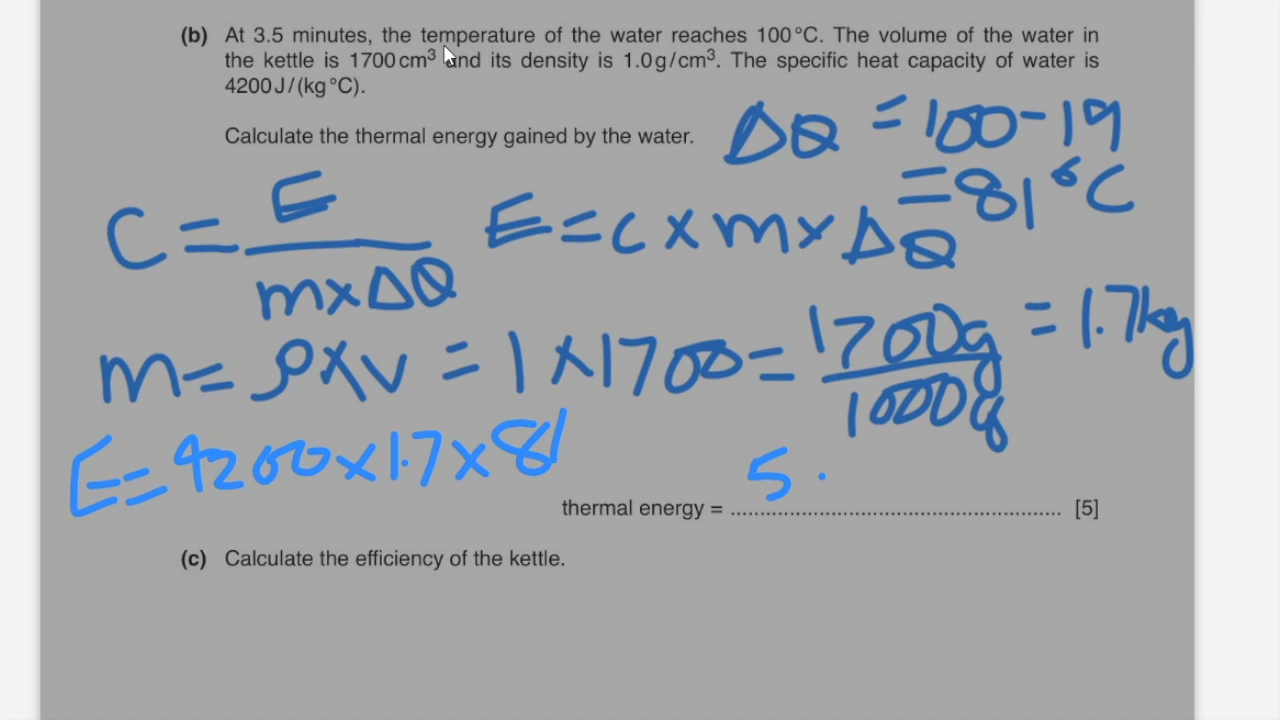 (b) At 3.5 minutes, the temperature of the water reaches 100 °C. The volume of the water in
the kettle is 1700 cm³ and its density is 1.0 g/cm³. The specific heat capacity of water is
4200 J/(kg °C).
Calculate the thermal energy gained by the water.
ΔQ = 100-19
= 81°C
C = E / m x ΔQ
E = c x m x ΔQ
m = ρ x v = 1 x 1700 = 1700g / 1000g = 1.7kg
E = 4200 x 1.7 x 81
5.
thermal energy = ...................................................... [5]
(c) Calculate the efficiency of the kettle.